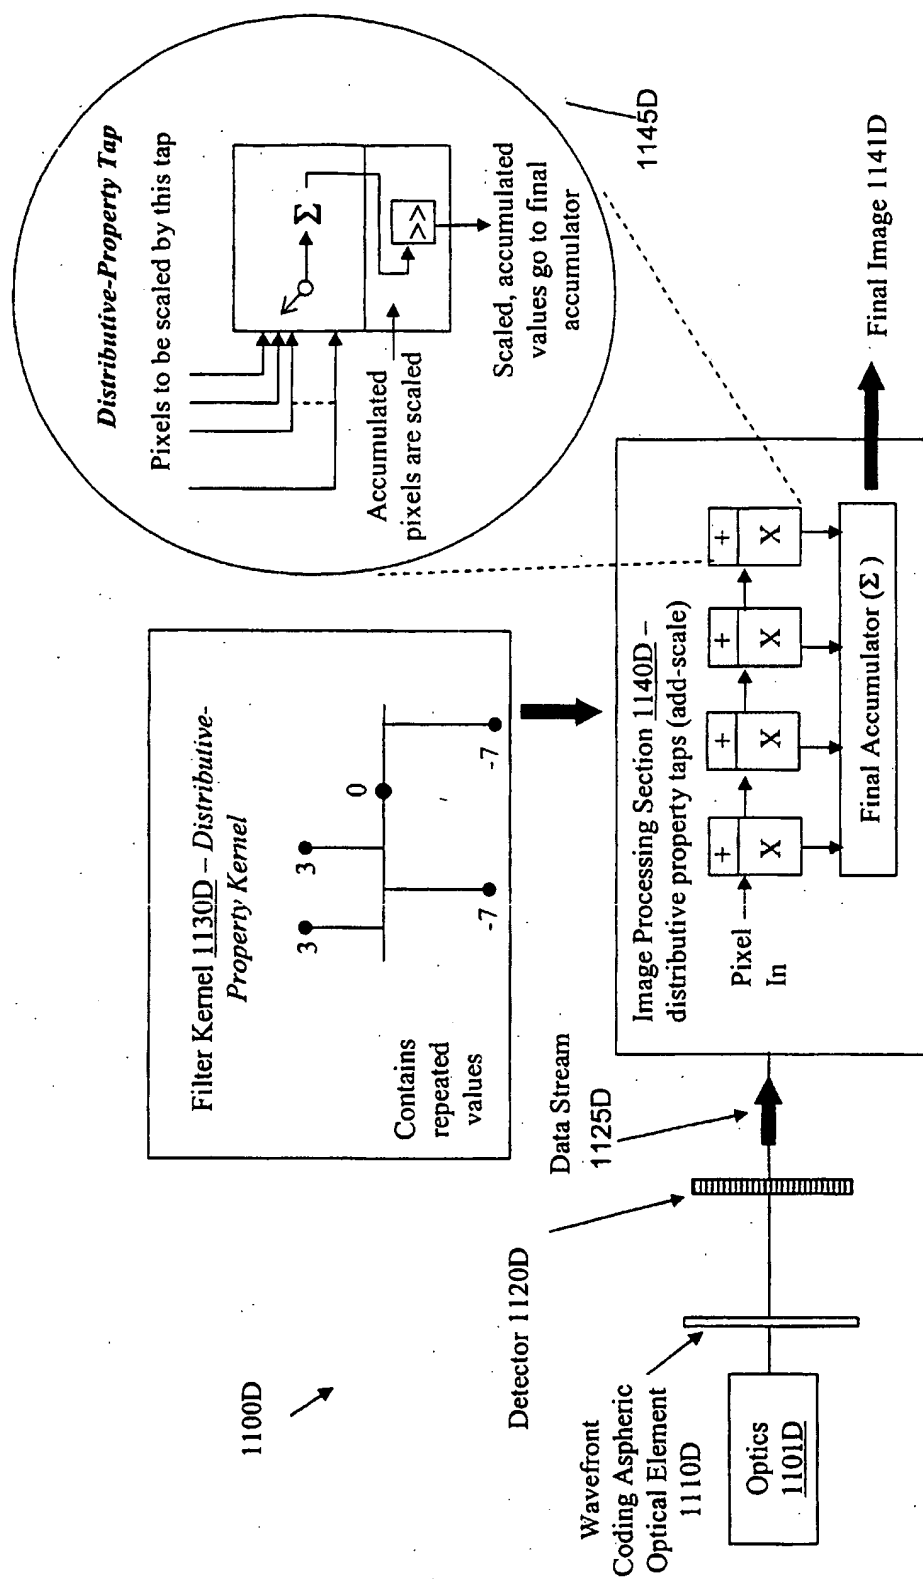 1100D
Filter Kernel 1130D – Distributive-
Property Kernel
3
3
0
-7
-7
Contains
repeated
values
Distributive-Property Tap
Pixels to be scaled by this tap
Σ
>>
Accumulated
pixels are scaled
Scaled, accumulated
values go to final
accumulator
1145D
Optics
1101D
Wavefront
Coding Aspheric
Optical Element
1110D
Detector 1120D
Data Stream
1125D
Image Processing Section 1140D –
distributive property taps (add-scale)
Pixel
In
+ + + +
X X X X
Final Accumulator (Σ )
Final Image 1141D